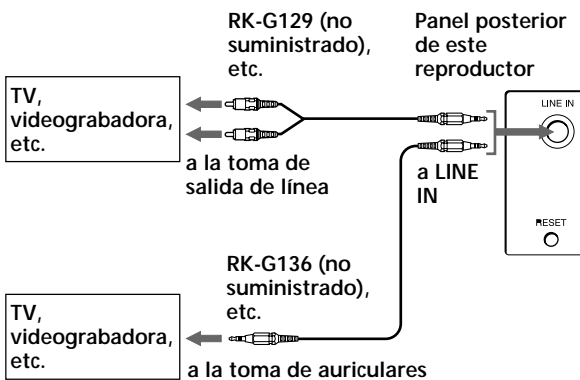 RK-G129 (no
suministrado),
etc.
Panel posterior
de este
reproductor
TV,
videograbadora,
etc.
LINE IN
a la toma de
salida de línea
a LINE
IN
RESET
RK-G136 (no
suministrado),
etc.
TV,
videograbadora,
etc.
a la toma de auriculares